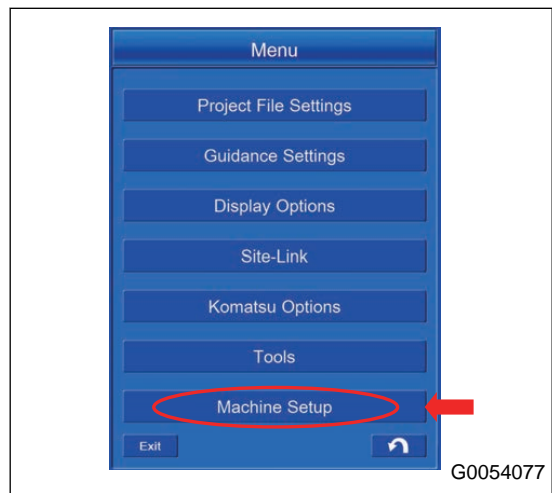 Menu
Project File Settings
Guidance Settings
Display Options
Site-Link
Komatsu Options
Tools
Machine Setup
Exit
G0054077